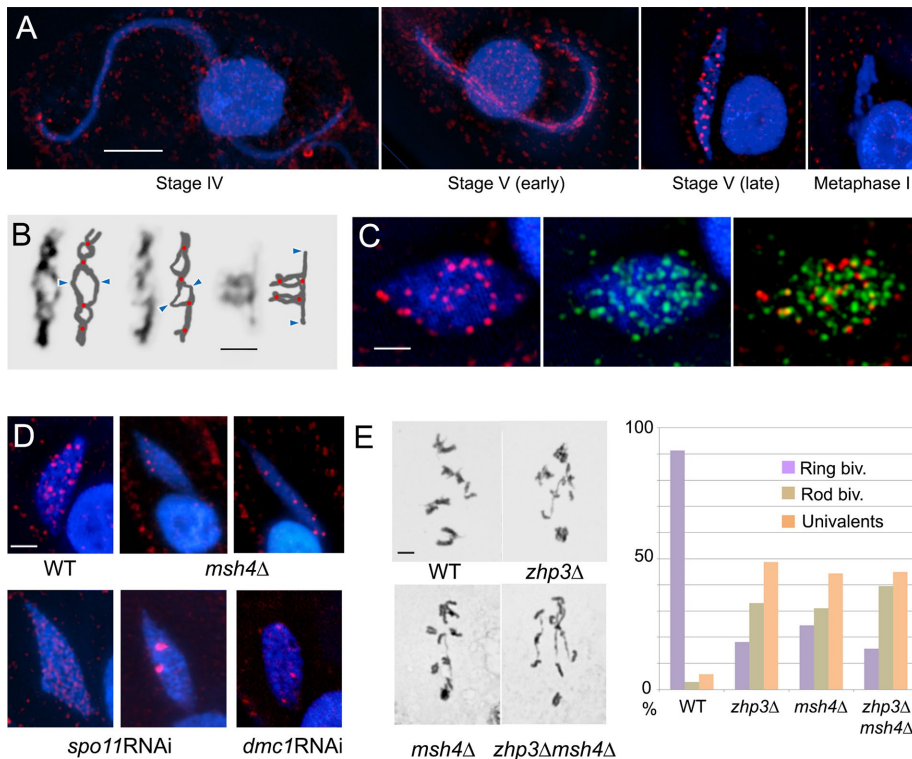 A
Stage IV
Stage V (early)
Stage V (late)
Metaphase I
B
C
D
WT
msh4Δ
spo11RNAi
dmc1RNAi
E
WT
zhp3Δ
msh4Δ
zhp3Δmsh4Δ
100
50
0
%
Ring biv.
Rod biv.
Univalents
WT
zhp3Δ
msh4Δ
zhp3Δ
msh4Δ